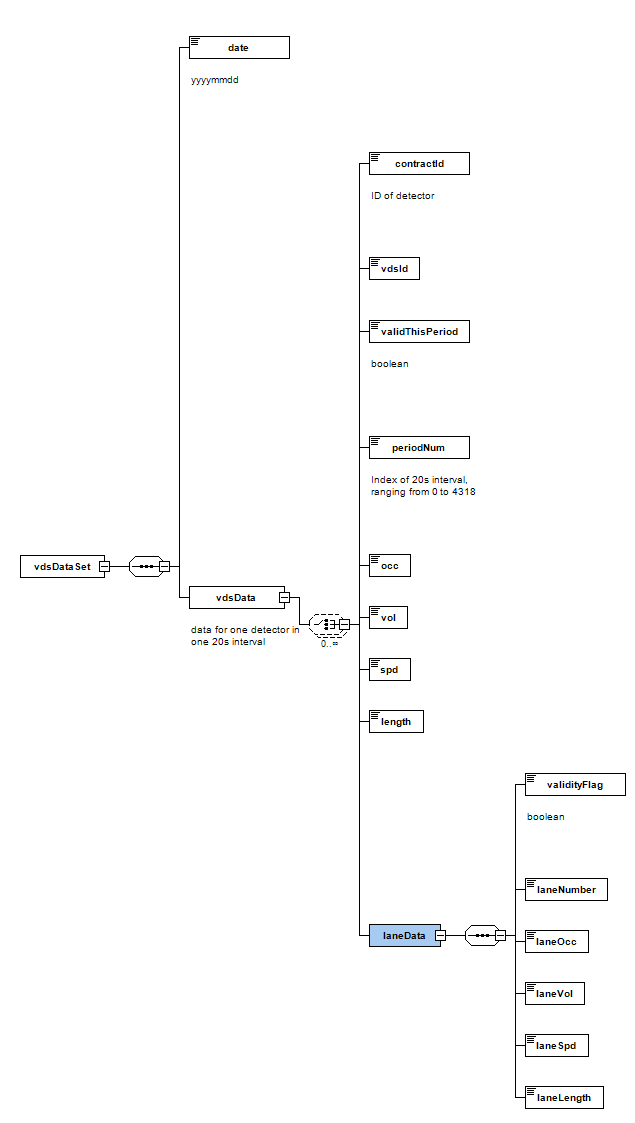 date
yyyymmdd
contractId
ID of detector
vdsId
validThisPeriod
boolean
periodNum
Index of 20s interval,
ranging from 0 to 4318
vdsDataSet
occ
vdsData
vol
data for one detector in
one 20s interval
0..∞
spd
length
validityFlag
boolean
laneNumber
laneData
laneOcc
laneVol
laneSpd
laneLength